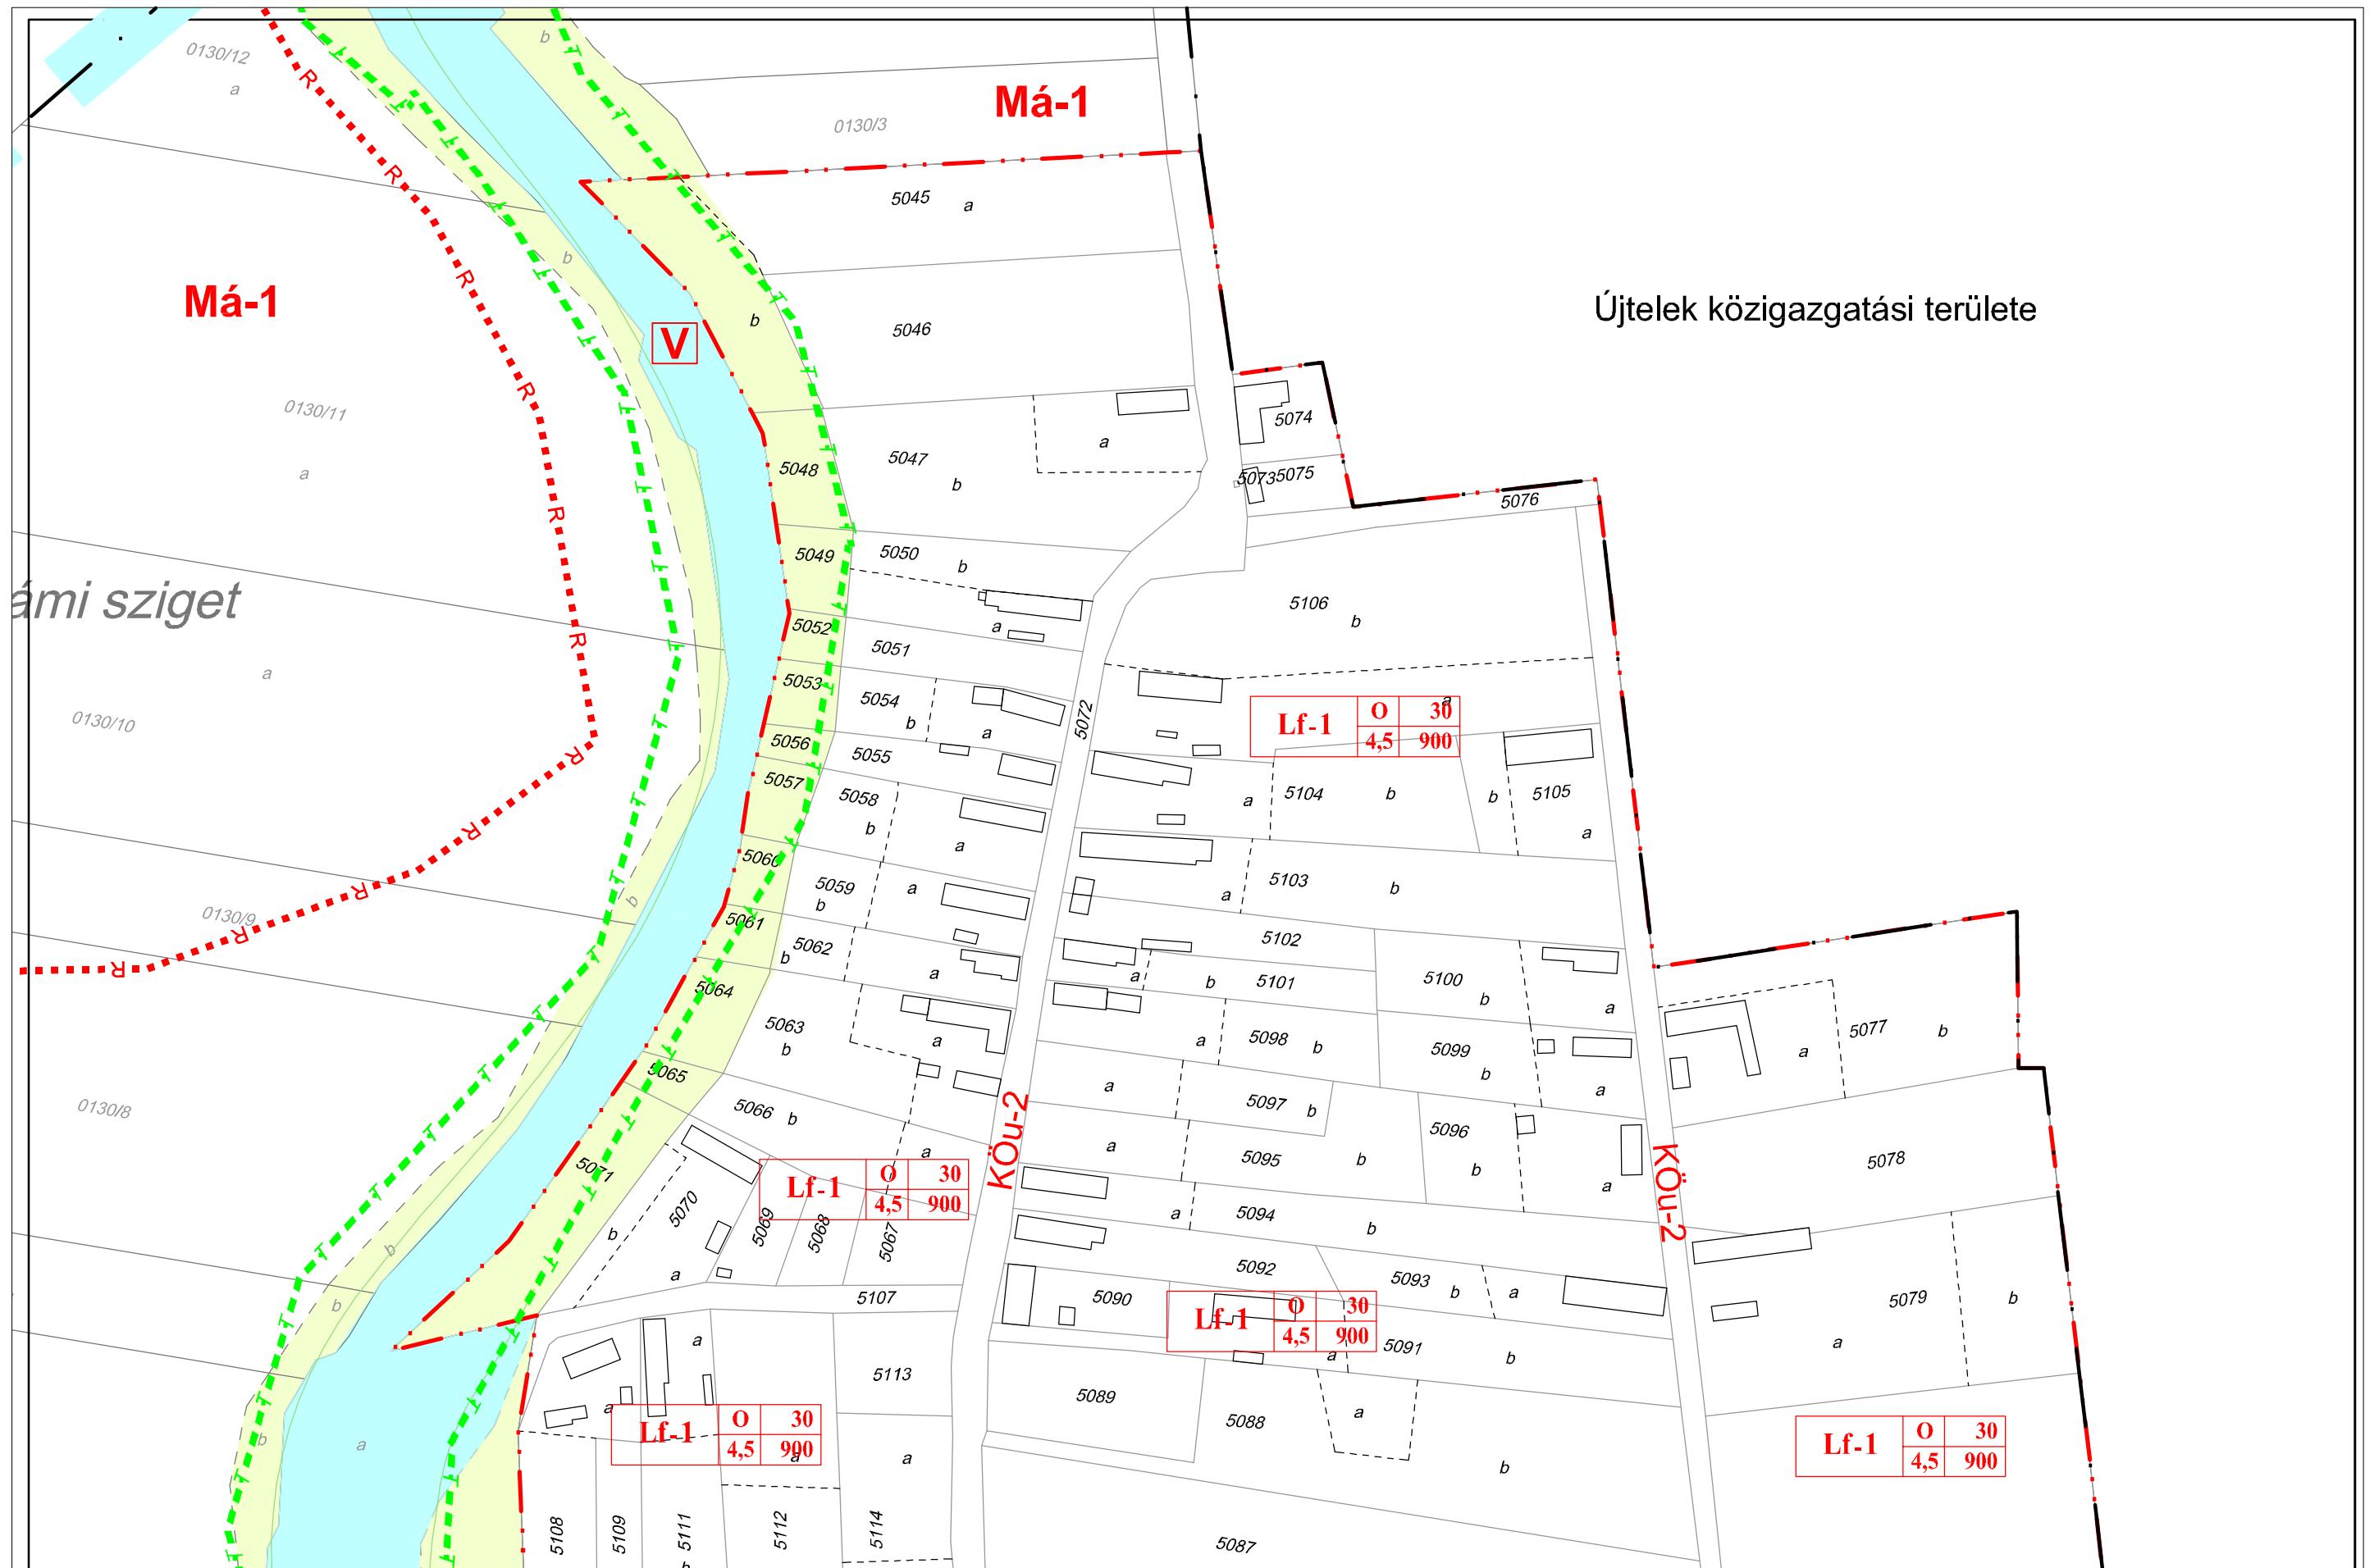 0130/12
a
b
0130/3
Má-1
5045 a
b
Má-1
V
b
5046
Újtelek közigazgatási területe
0130/11
a
5074
a
5047
b
5048
5073 5075
5076
5049
5050 b
ámi sziget
5106
b
5052
a
5051
a
0130/10
5053
5054
b
a
5072
a
Lf-1 O 30
4,5 900
5056
5055
5057
5058
b
a
a
5104 b
b 5105
a
5060
5059
b
a
a
5103 b
0130/9
b
5061
5062
b
a
5102
a
b 5101
5100
b
a
5064
5063
b
a
a
5098 b
5099
b
a
a
5077 b
0130/8
5065
5066 b
a
KÖu-2
a
5097 b
5096
b
a
a
5095 b
KÖu-2
5078
5071
5070
b
a
Lf-1 O 30
4,5 900
5069
5068
5067
a
5094
b
b
b
5107
5090
5092
5093 b
a
Lf-1 O 30
4,5 900
5079
b
a
5091
b
a
a
5113
5089
5088
a
b
b
a
a
Lf-1 O 30
4,5 900
a
a
Lf-1 O 30
4,5 900
5108
5109
5111
b
5112
5114
5087
R
R
R
R
R
R
R
R
R
R
R